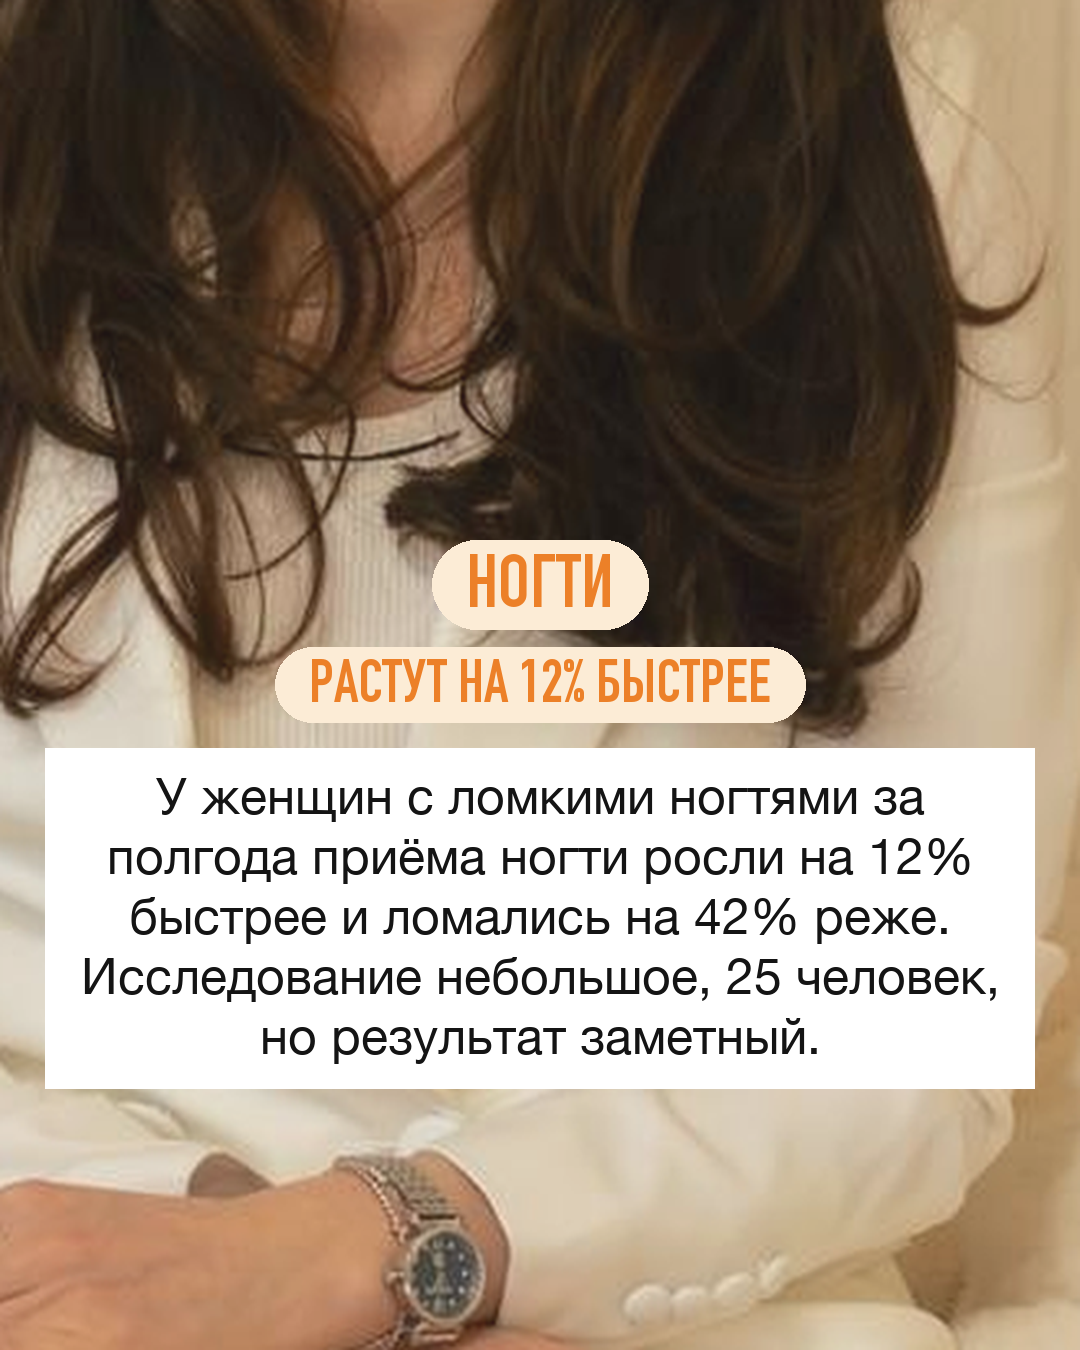 НОГТИ
РАСТУТ НА 12% БЫСТРЕЕ
У женщин с ломкими ногтями за
полгода приёма ногти росли на 12%
быстрее и ломались на 42% реже.
Исследование небольшое, 25 человек,
но результат заметный.